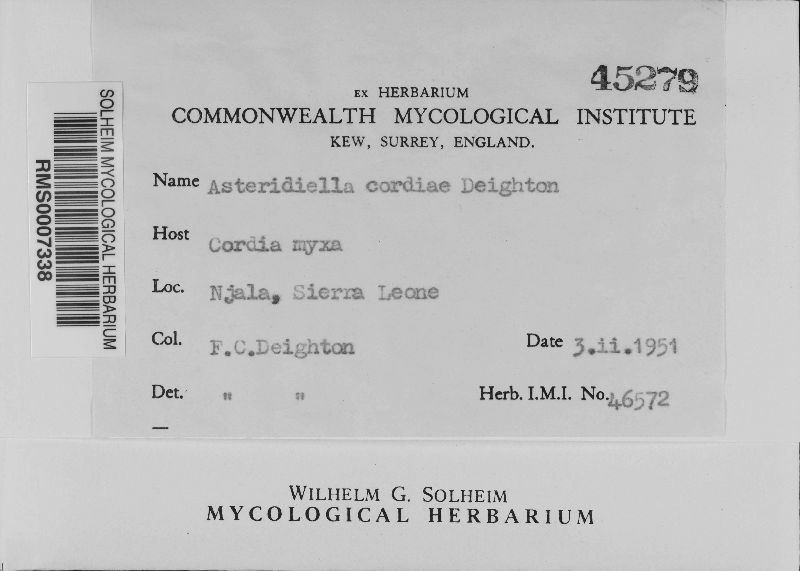 45279
EX HERBARIUM
COMMONWEALTH MYCOLOGICAL INSTITUTE
KEW, SURREY, ENGLAND.
Name Asteridiella cordiae Deighton
Host Cordia myxa
Loc. Njala, Sierra Leone
Col. F.C.Deighton Date 3.ii.1951
Det. " " Herb. I.M.I. No. 46572
SOLHEIM MYCOLOGICAL HERBARIUM
RMS0007338
WILHELM G. SOLHEIM
MYCOLOGICAL HERBARIUM